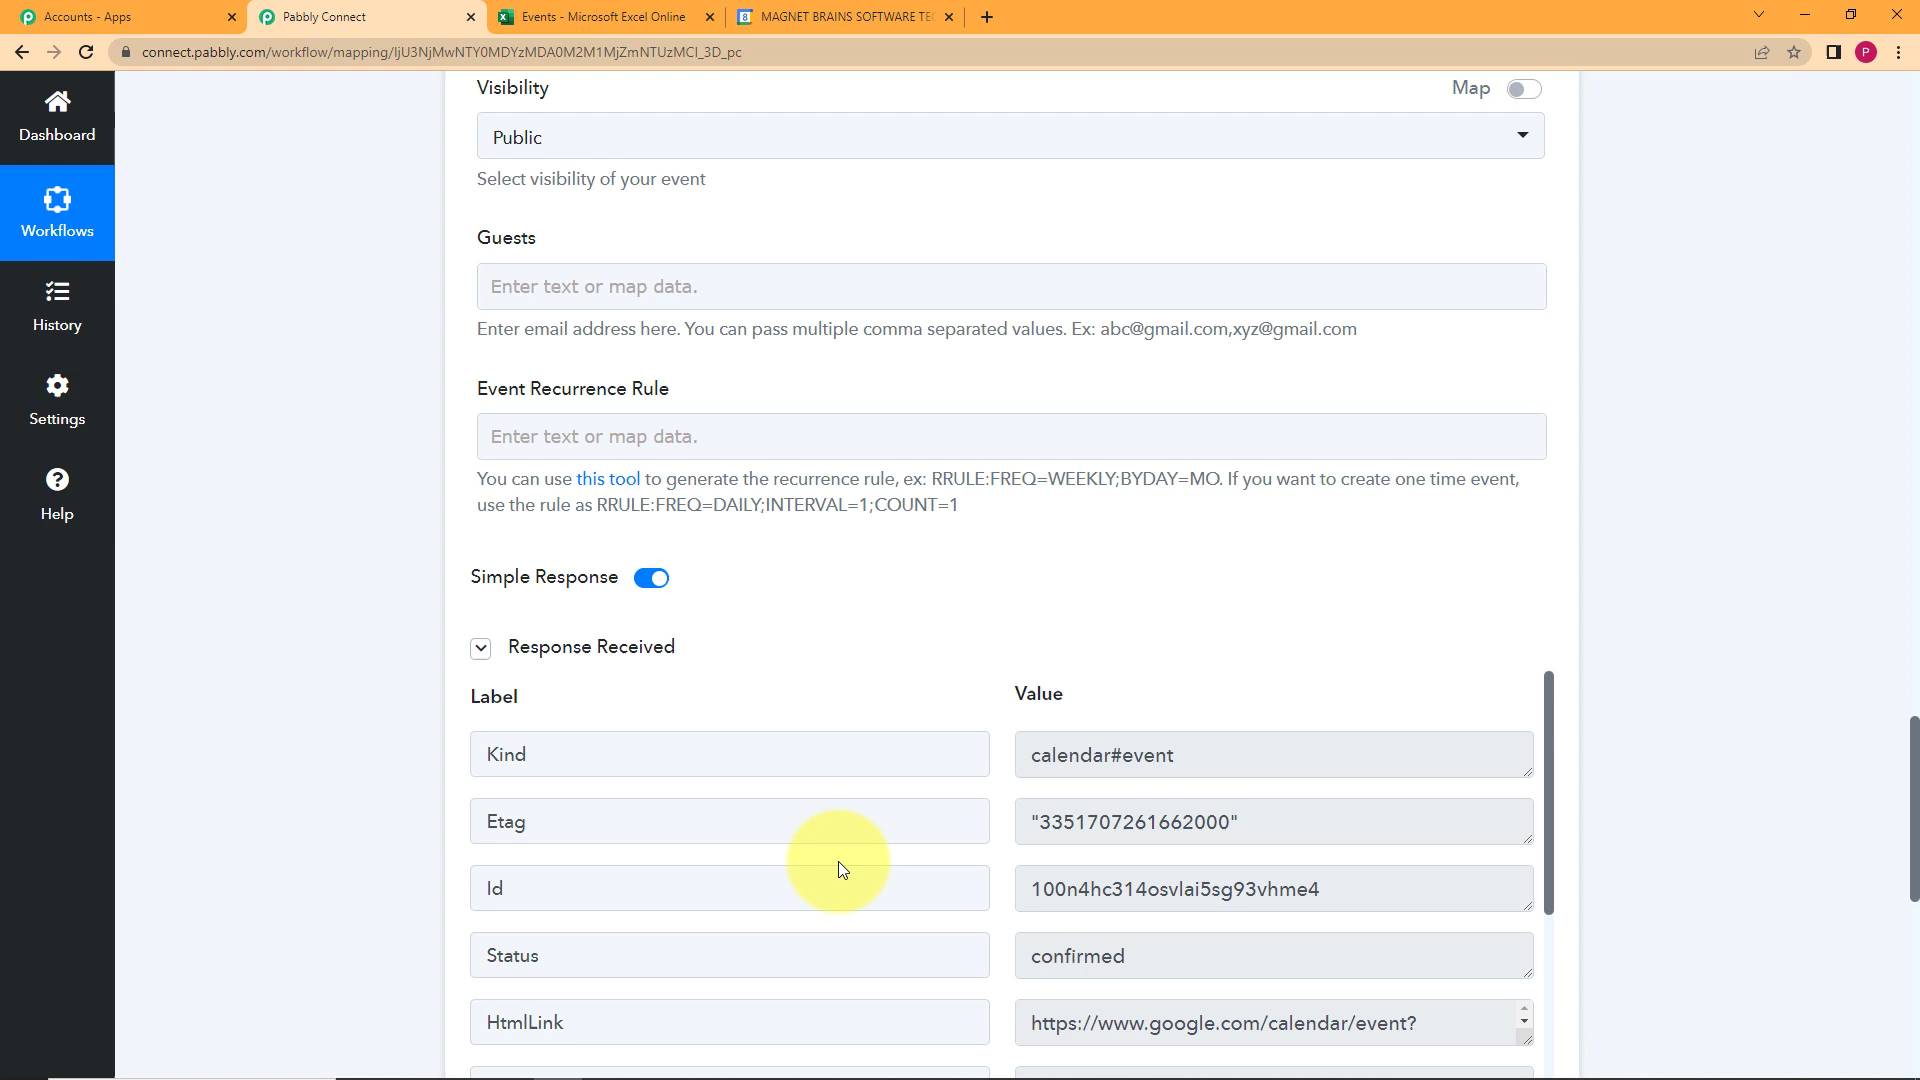 Accounts - Apps
Pabbly Connect
Events - Microsoft Excel Online
MAGNET BRAINS SOFTWARE TEC
connect.pabbly.com/workflow/mapping/IjU3NjMwNTY0MDYzMDA0M2M1MjZmNTUzMCI_3D_pc
P
Dashboard
Workflows
History
Settings
Help
Visibility
Map
Public
Select visibility of your event
Guests
Enter text or map data.
Enter email address here. You can pass multiple comma separated values. Ex: abc@gmail.com,xyz@gmail.com
Event Recurrence Rule
Enter text or map data.
You can use this tool to generate the recurrence rule, ex: RRULE:FREQ=WEEKLY;BYDAY=MO. If you want to create one time event,
use the rule as RRULE:FREQ=DAILY;INTERVAL=1;COUNT=1
Simple Response
Response Received
Label
Value
Kind
calendar#event
Etag
"3351707261662000"
Id
100n4hc314osvlai5sg93vhme4
Status
confirmed
HtmlLink
https://www.google.com/calendar/event?